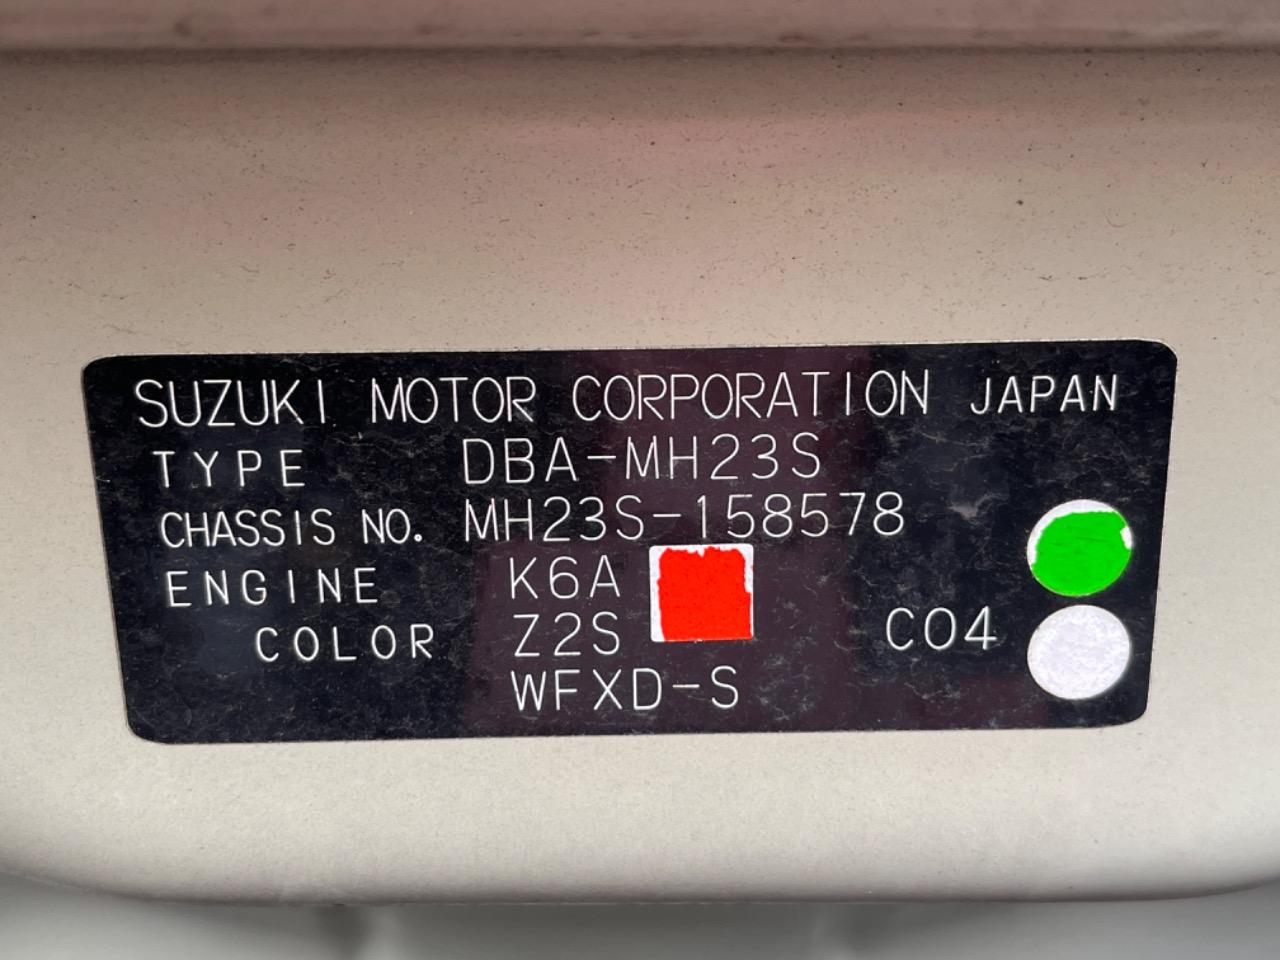 SUZUKI MOTOR CORPORATION JAPAN
TYPE DBA-MH23S
CHASSIS NO. MH23S-158578
ENGINE K6A
COLOR Z2S C04
WFXD-S